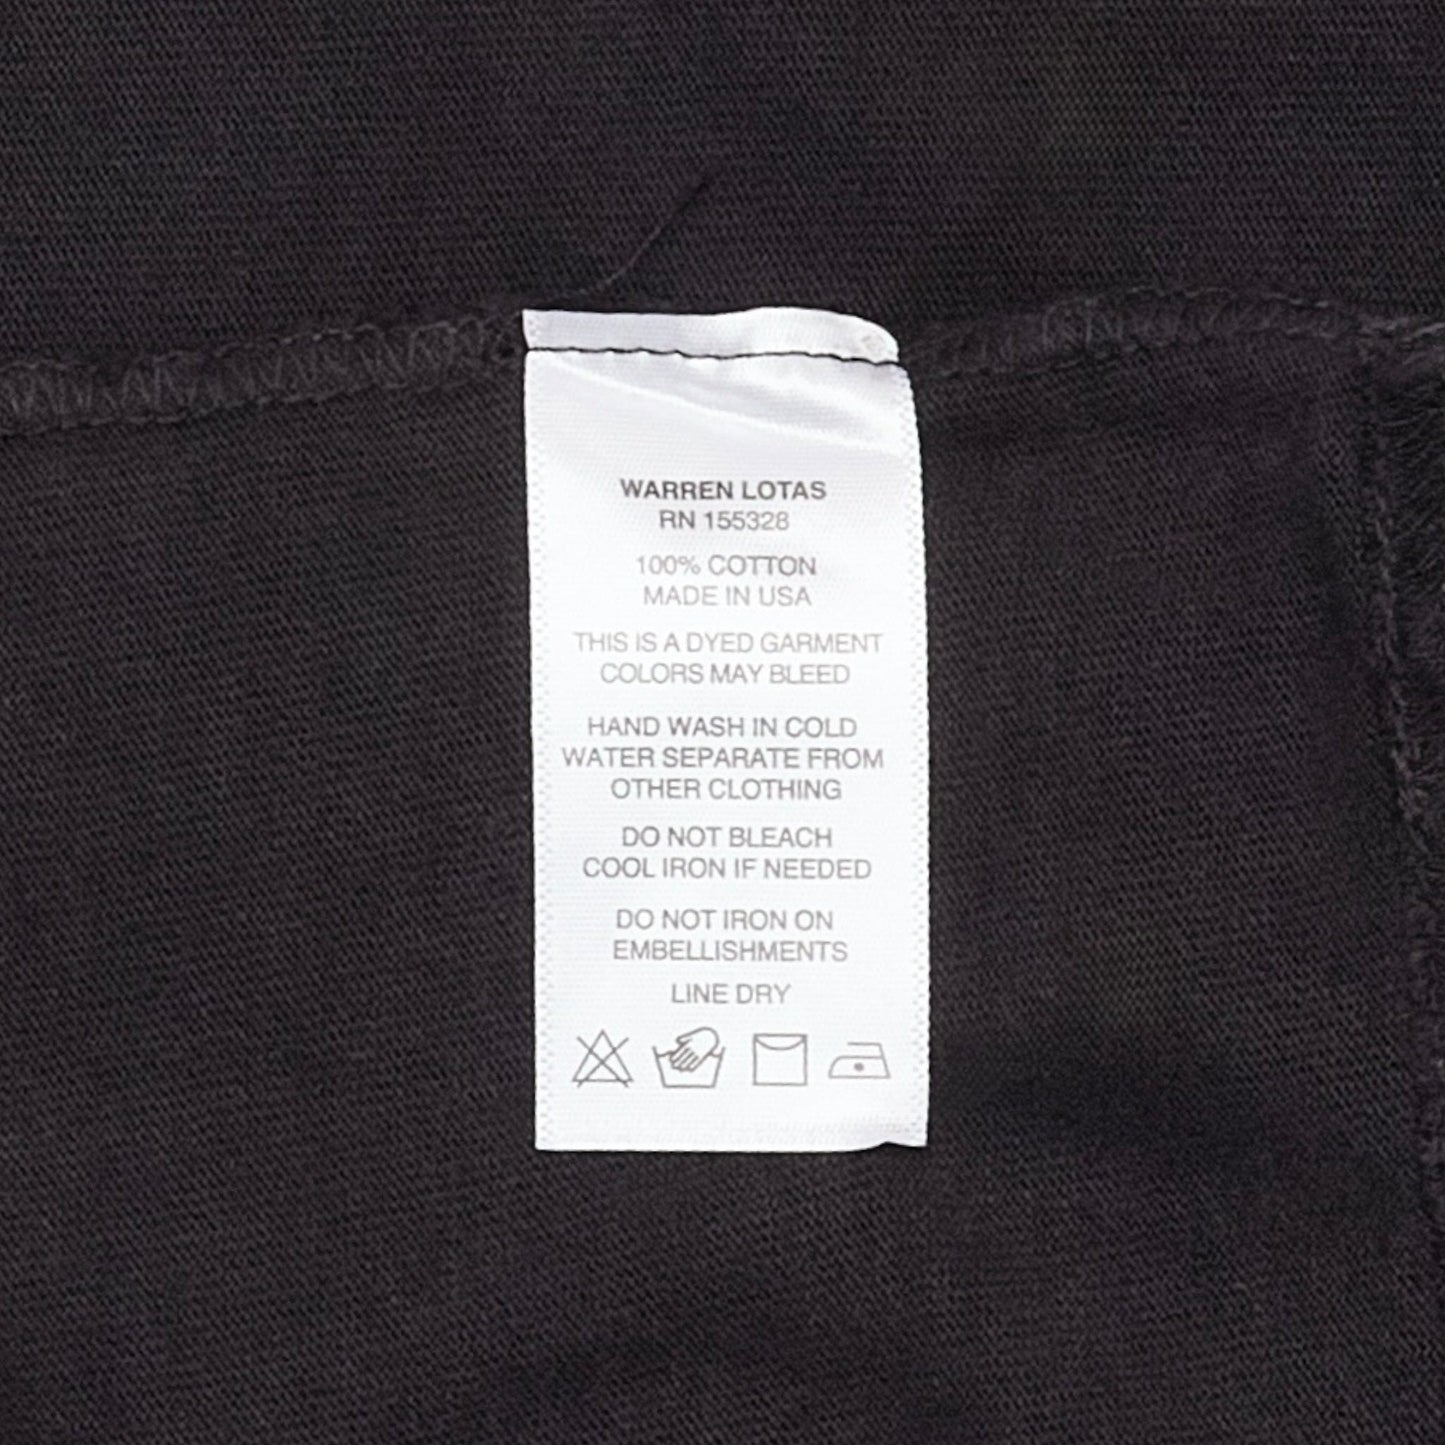 WARREN LOTAS
RN 155328
100% COTTON
MADE IN USA
THIS IS A DYED GARMENT
COLORS MAY BLEED
HAND WASH IN COLD
WATER SEPARATE FROM
OTHER CLOTHING
DO NOT BLEACH
COOL IRON IF NEEDED
DO NOT IRON ON
EMBELLISHMENTS
LINE DRY